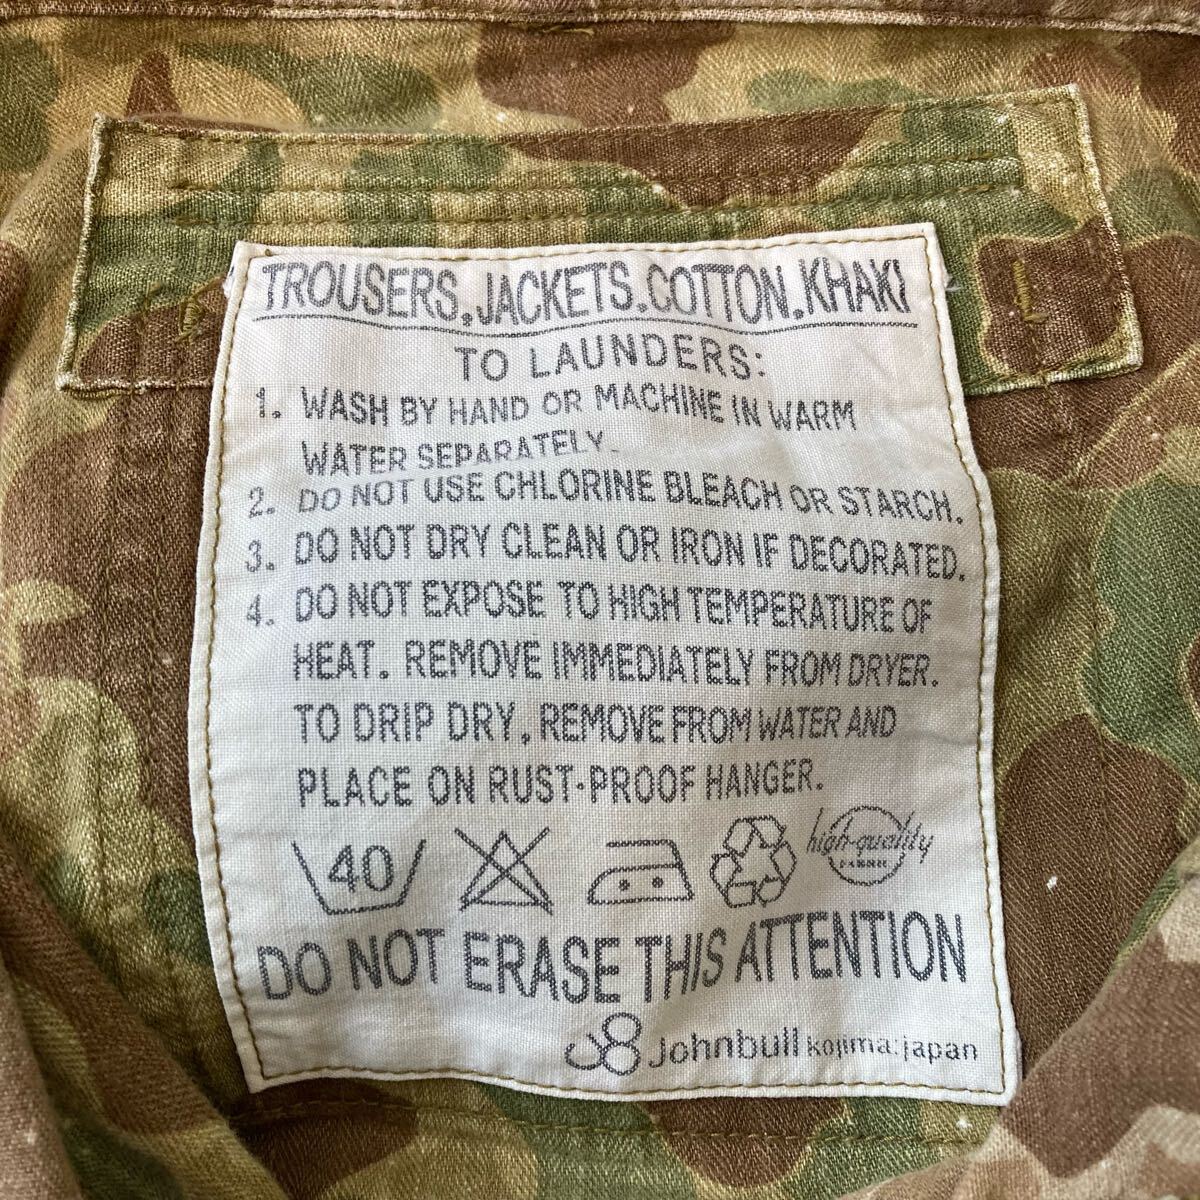 TROUSERS,JACKETS.COTTON.KHAKI
TO LAUNDERS:
1. WASH BY HAND OR MACHINE IN WARM
WATER SEPARATELY.
2. DO NOT USE CHLORINE BLEACH OR STARCH.
3. DO NOT DRY CLEAN OR IRON IF DECORATED.
4. DO NOT EXPOSE TO HIGH TEMPERATURE OF
HEAT. REMOVE IMMEDIATELY FROM DRYER.
TO DRIP DRY, REMOVE FROM WATER AND
PLACE ON RUST-PROOF HANGER.
40
high-quality
FABRIC
DO NOT ERASE THIS ATTENTION
Johnbull kojima:japan